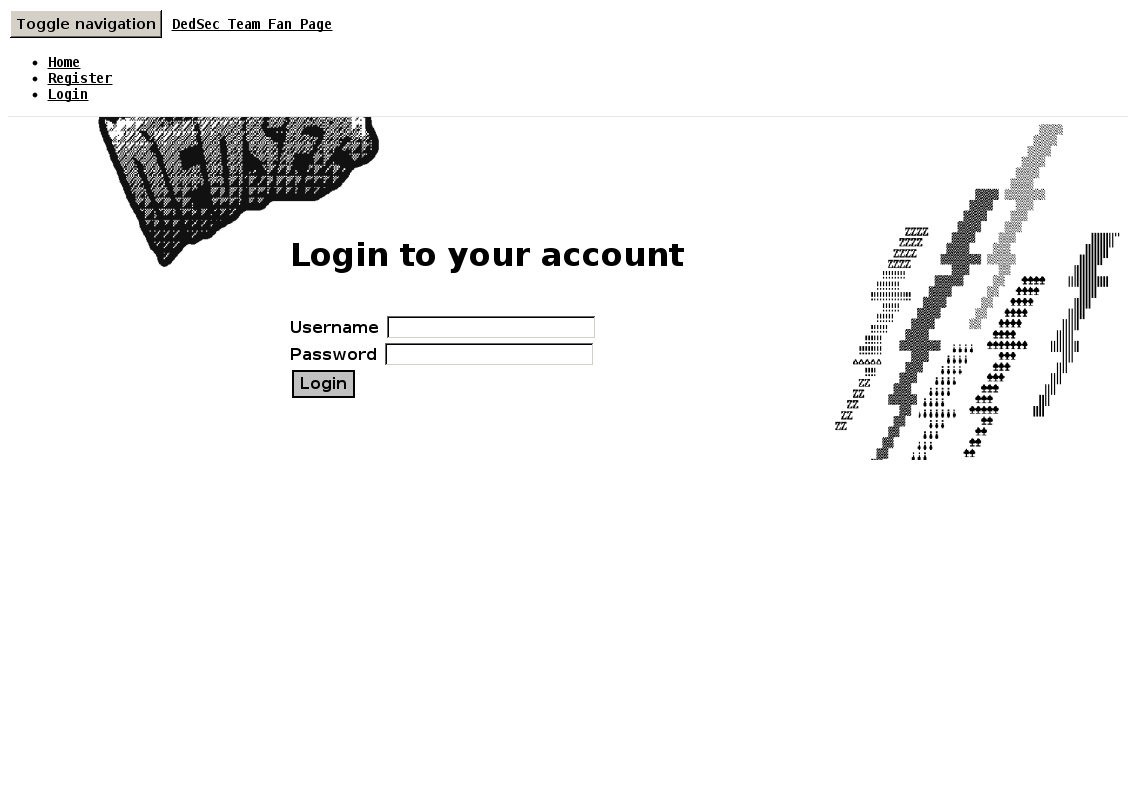 Toggle navigation DedSec Team Fan Page
Home
Register
Login
Login to your account
Username
Password
Login